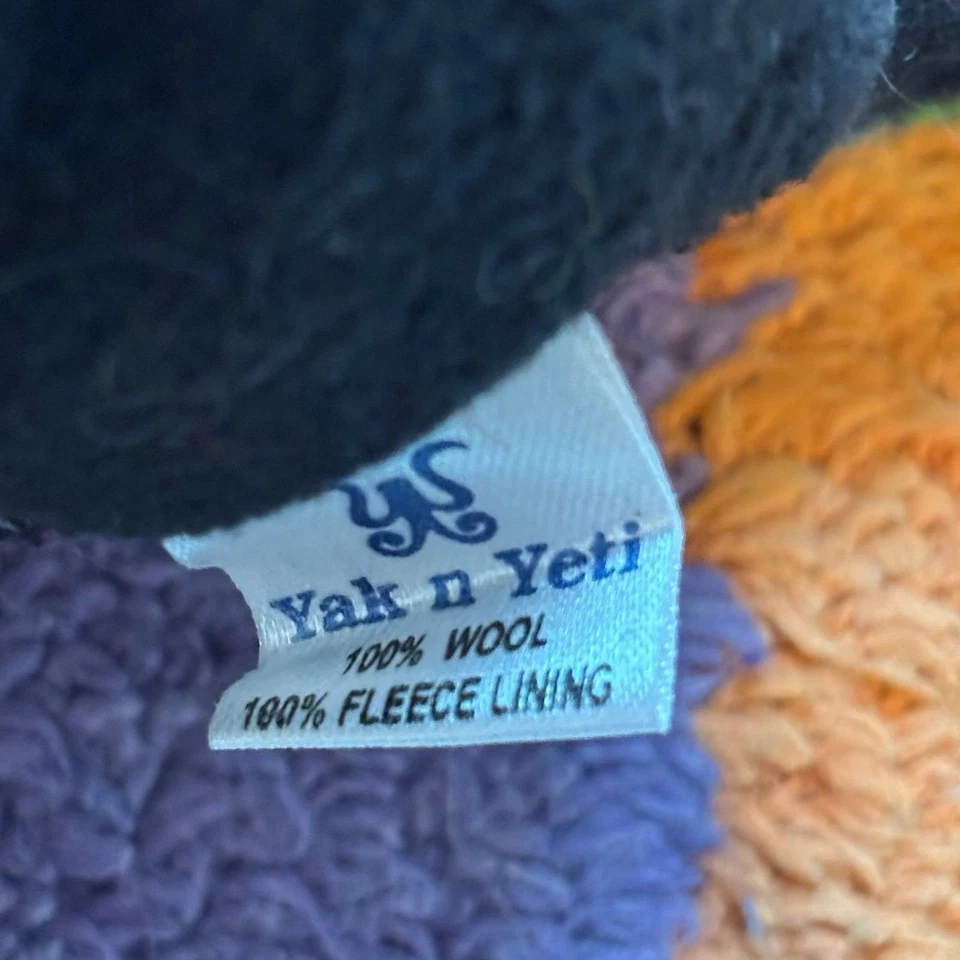 Yak n Yeti
100% WOOL
100% FLEECE LINING